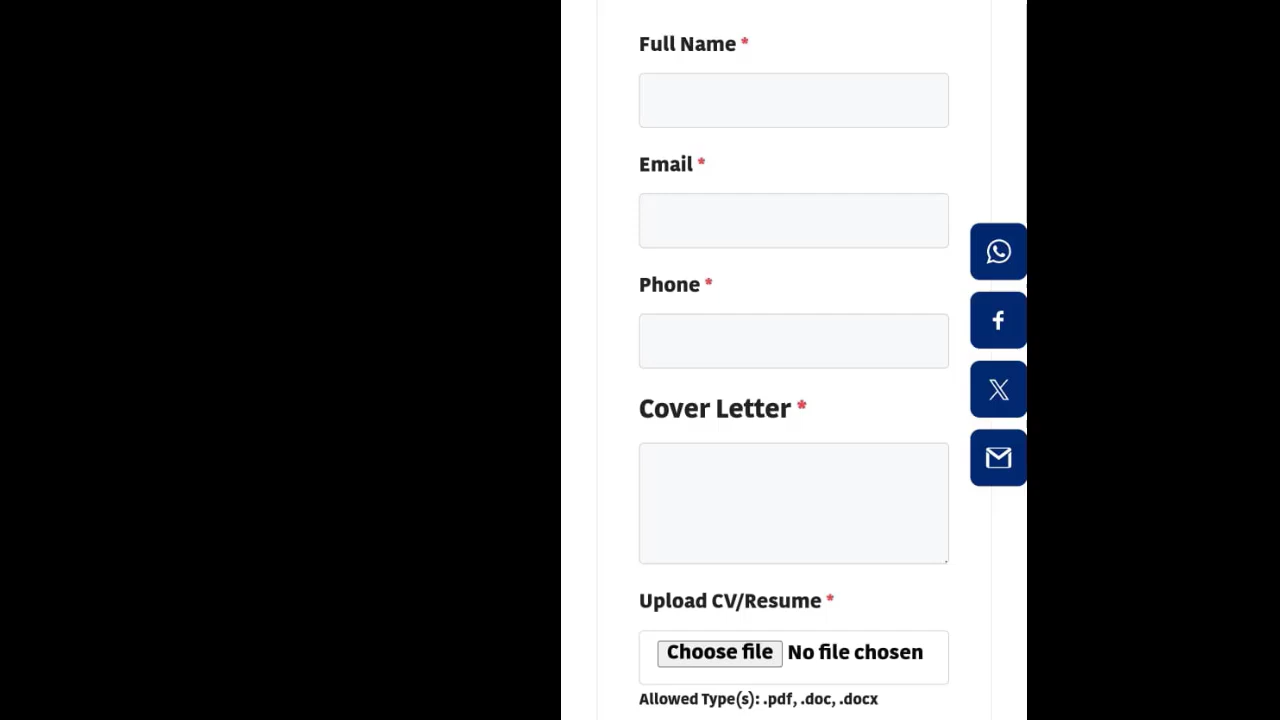 Full Name *
Email *
Phone *
Cover Letter *
Upload CV/Resume *
Choose file No file chosen
Allowed Type(s): .pdf, .doc, .docx